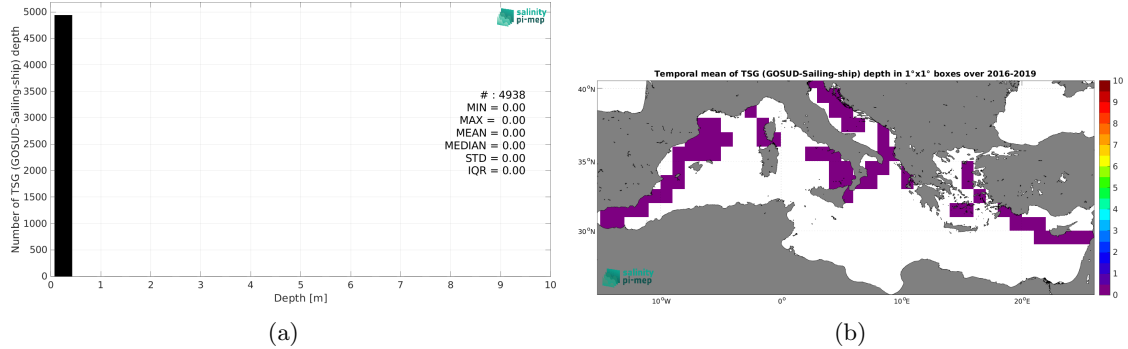 5000
4500
4000
3500
3000
2500
2000
1500
1000
500
0
Number of TSG (GOSUD-Sailing-ship) depth
salinity
pi-mep
# : 4938
MIN = 0.00
MAX = 0.00
MEAN = 0.00
MEDIAN = 0.00
STD = 0.00
IQR = 0.00
0 1 2 3 4 5 6 7 8 9 10
Depth [m]
(a)
Temporal mean of TSG (GOSUD-Sailing-ship) depth in 1°x1° boxes over 2016-2019
40°N
35°N
30°N
salinity
pi-mep
10°W 0° 10°E 20°E
10
9
8
7
6
5
4
3
2
1
0
(b)